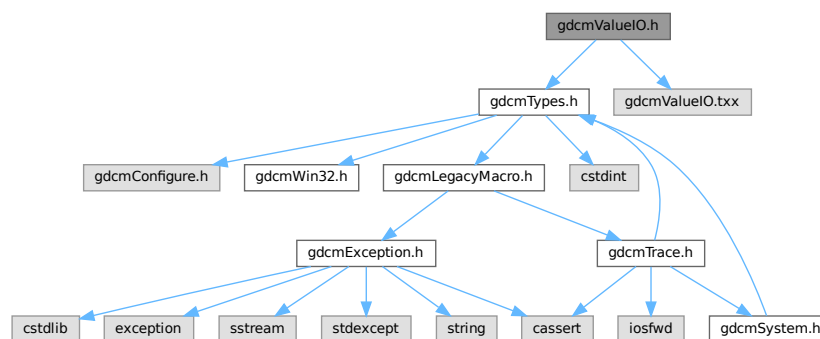 gdcmValueIO.h
gdcmTypes.h
gdcmValueIO.txx
gdcmConfigure.h
gdcmWin32.h
gdcmLegacyMacro.h
cstdint
gdcmException.h
gdcmTrace.h
cstdlib
exception
sstream
stdexcept
string
cassert
iosfwd
gdcmSystem.h